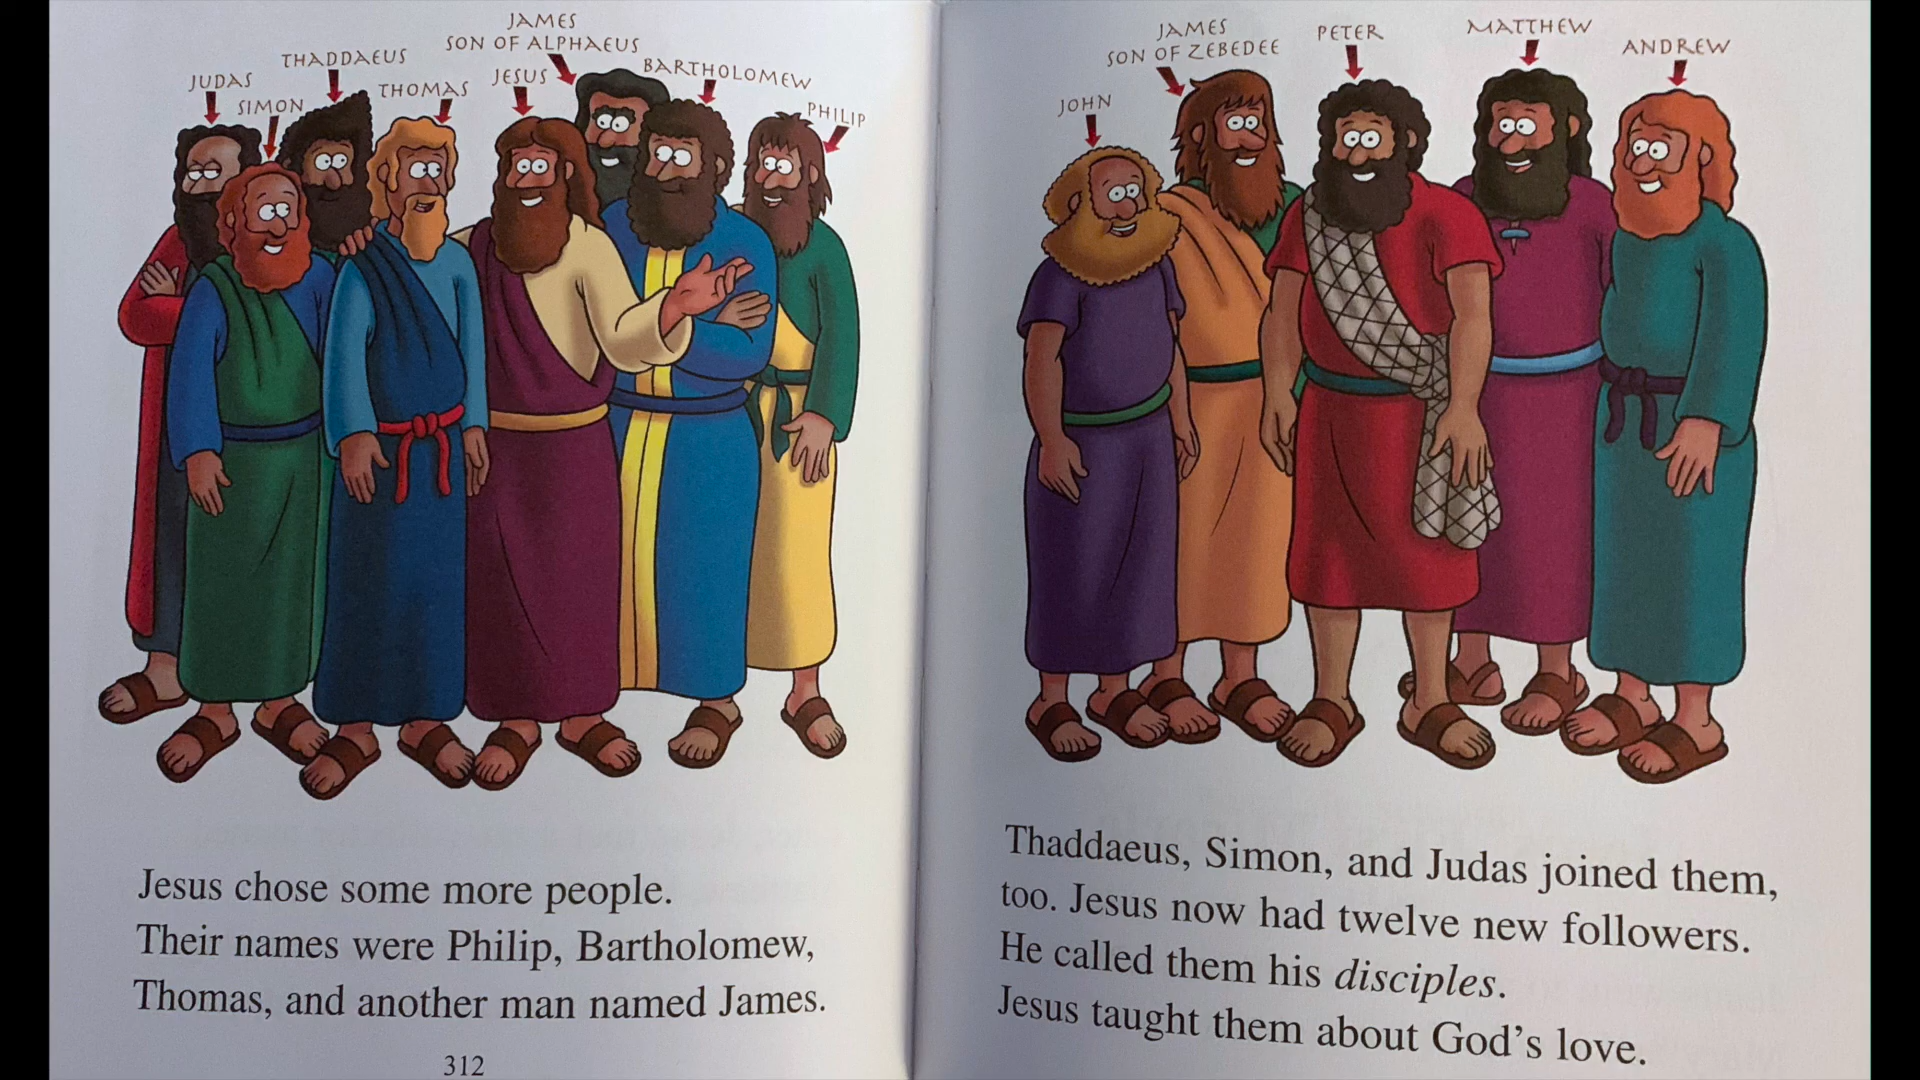 JUDAS
SIMON
THADDAEUS
THOMAS
JESUS
JAMES
SON OF ALPHAEUS
BARTHOLOMEW
PHILIP
Jesus chose some more people.
Their names were Philip, Bartholomew,
Thomas, and another man named James.
312
JOHN
JAMES
SON OF ZEBEDEE
PETER
MATTHEW
ANDREW
Thaddaeus, Simon, and Judas joined them,
too. Jesus now had twelve new followers.
He called them his disciples.
Jesus taught them about God's love.